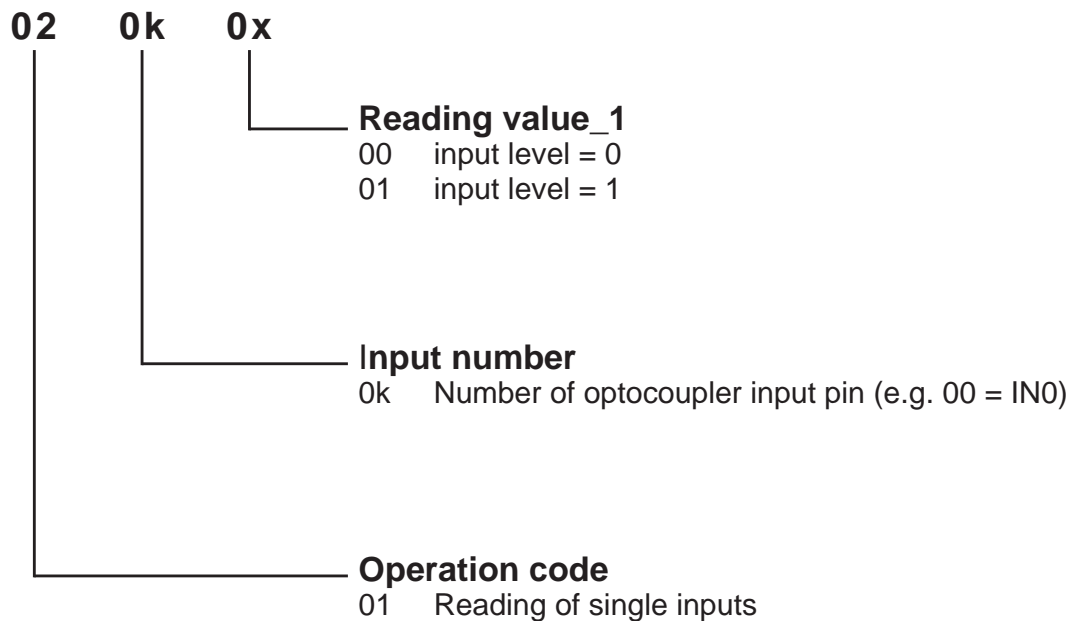 02 0k 0x
Reading value_1
00 input level = 0
01 input level = 1
Input number
0k Number of optocoupler input pin (e.g. 00 = IN0)
Operation code
01 Reading of single inputs